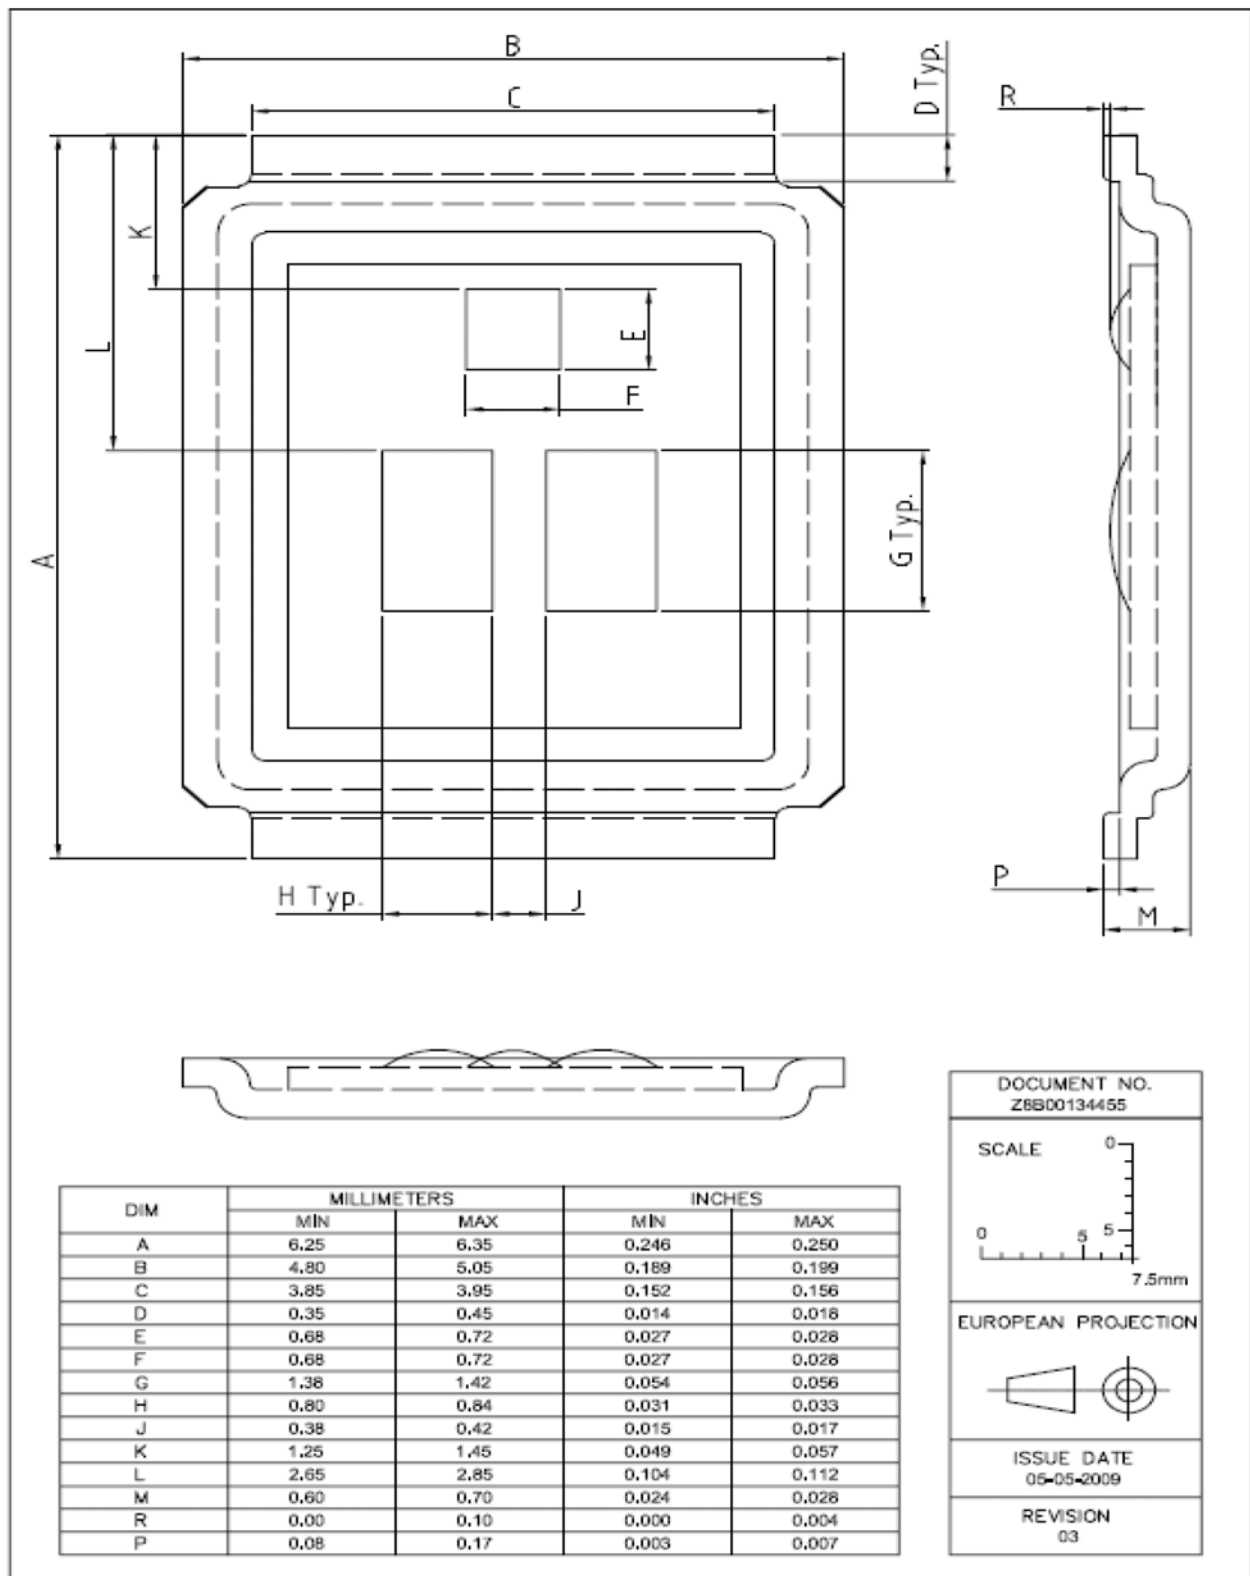 B
C
D Typ.
R
K
L
E
F
A
G Typ.
P
H Typ.
J
M
DIM MILLIMETERS INCHES
MIN MAX MIN MAX
A 6.25 6.35 0.246 0.250
B 4.80 5.05 0.189 0.199
C 3.85 3.95 0.152 0.156
D 0.35 0.45 0.014 0.018
E 0.68 0.72 0.027 0.028
F 0.68 0.72 0.027 0.028
G 1.38 1.42 0.054 0.056
H 0.80 0.84 0.031 0.033
J 0.38 0.42 0.015 0.017
K 1.25 1.45 0.049 0.057
L 2.65 2.85 0.104 0.112
M 0.60 0.70 0.024 0.028
R 0.00 0.10 0.000 0.004
P 0.08 0.17 0.003 0.007
DOCUMENT NO.
Z8B00134455
SCALE
0
0 5 5
7.5mm
EUROPEAN PROJECTION
ISSUE DATE
05-05-2009
REVISION
03